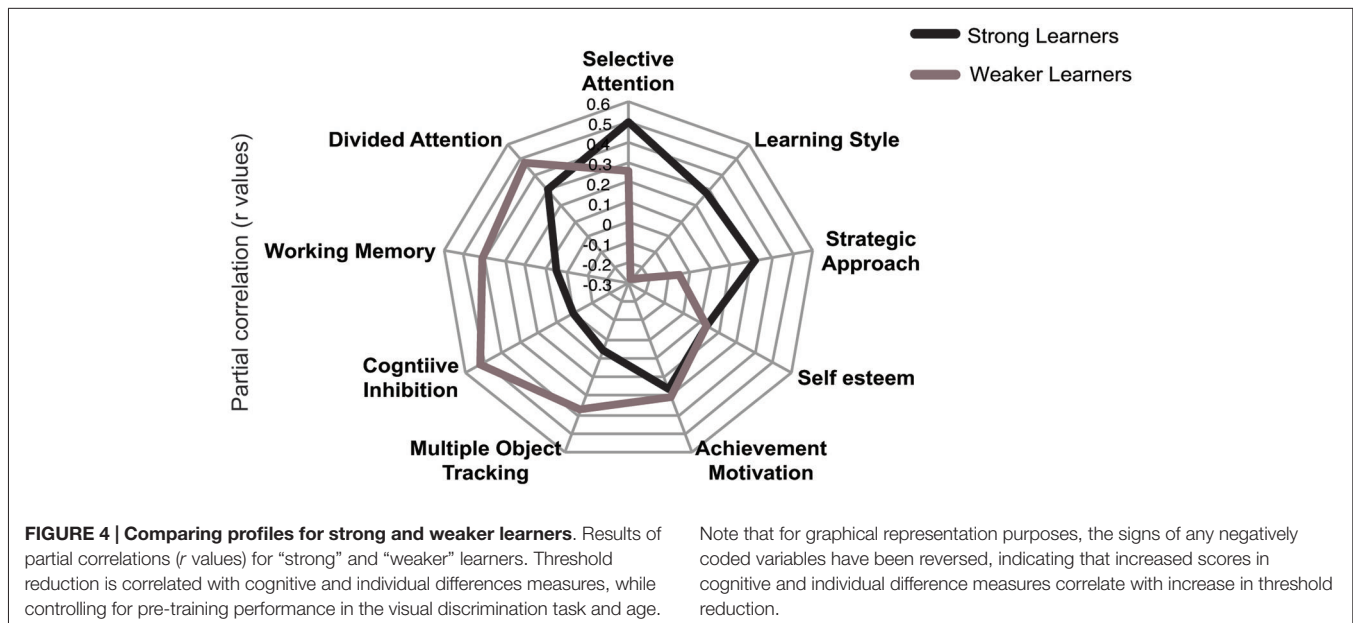 Strong Learners
Weaker Learners
Selective
Attention
Divided Attention
Learning Style
Working Memory
Strategic
Approach
Cogntiive
Inhibition
Self esteem
Multiple Object
Tracking
Achievement
Motivation
Partial correlation (r values)
0.6
0.5
0.4
0.3
0.2
0.1
0
-0.1
-0.2
-0.3
FIGURE 4 | Comparing profiles for strong and weaker learners. Results of
partial correlations (r values) for “strong” and “weaker” learners. Threshold
reduction is correlated with cognitive and individual differences measures, while
controlling for pre-training performance in the visual discrimination task and age.
Note that for graphical representation purposes, the signs of any negatively
coded variables have been reversed, indicating that increased scores in
cognitive and individual difference measures correlate with increase in threshold
reduction.